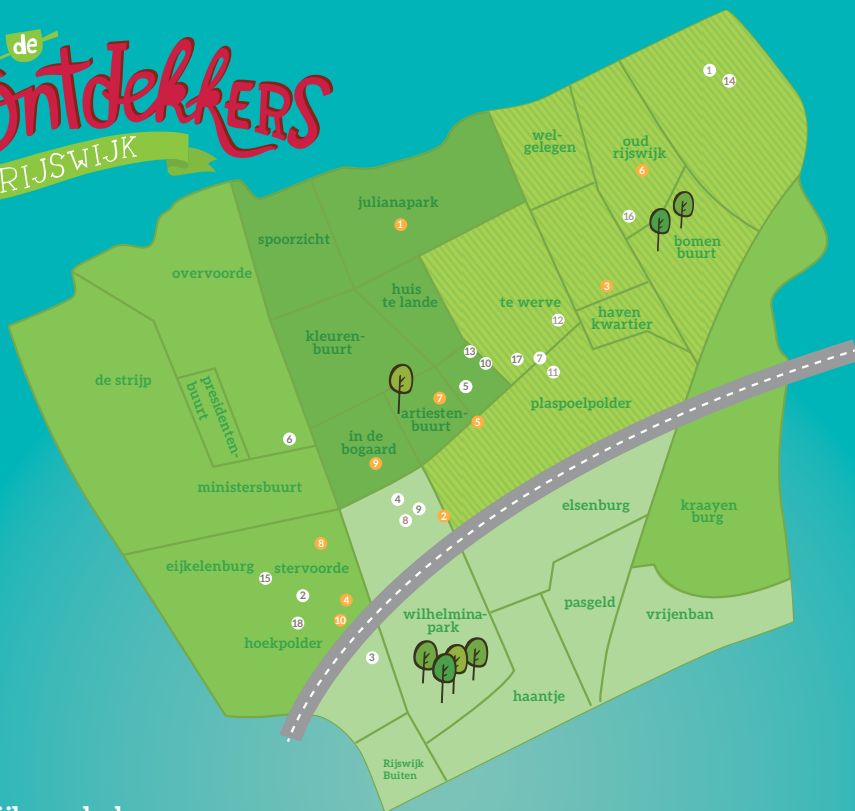 de
ontdekkers
RIJSWIJK
1
14
wel-
gelegen
oud
rijswijk
6
julianapark
1
16
spoorzicht
bomen
buurt
overvoorde
huis
te lande
3
te werve
12
haven
kwartier
kleuren-
buurt
13
10
17
7
11
de strijp
presidenten-
buurt
5
7
artiesten-
buurt
5
plaspoelpolder
6
in de
bogaard
9
ministersbuurt
4
9
8
2
elsenburg
kraayen
burg
8
eijkelenburg
stervoorde
15
2
4
18
10
hoekpolder
pasgeld
vrijenban
wilhelmina-
park
3
haantje
Rijswijk
Buiten